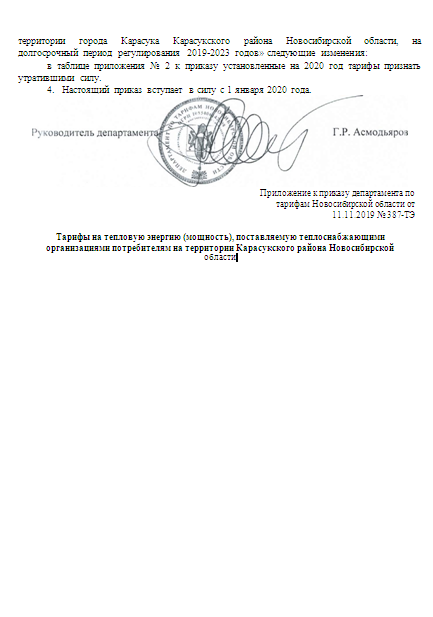 территории города Карасука Карасукского района Новосибирской области, на
долгосрочный период регулирования 2019-2023 годов» следующие изменения:
в таблице приложения № 2 к приказу установленные на 2020 год тарифы признать
утратившими силу.
4. Настоящий приказ вступает в силу с 1 января 2020 года.
Руководитель департамента
Г.Р. Асмодьяров
Приложение к приказу департамента по
тарифам Новосибирской области от
11.11.2019 №387-ТЭ
Тарифы на тепловую энергию (мощность), поставляемую теплоснабжающими
организациями потребителям на территории Карасукского района Новосибирской
области